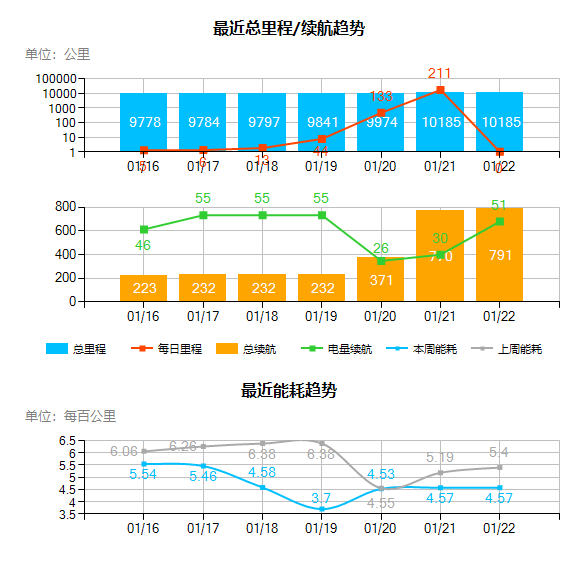 最近总里程/续航趋势
单位：公里
100000
10000
1000
100
10
1
9778 9784 9797 9841 9974 10185 10185
5 6 13 44 133 211 0
01/16 01/17 01/18 01/19 01/20 01/21 01/22
800
600
400
200
0
46 55 55 55 26 30 51
223 232 232 232 371 791
01/16 01/17 01/18 01/19 01/20 01/21 01/22
总里程 每日里程 总续航 电量续航 本周能耗 上周能耗
最近能耗趋势
单位：每百公里
6.5
6
5.5
5
4.5
4
3.5
6.06 6.26 6.38 6.38 4.55 5.19 5.4
5.54 5.46 4.58 3.7 4.53 4.57 4.57
01/16 01/17 01/18 01/19 01/20 01/21 01/22